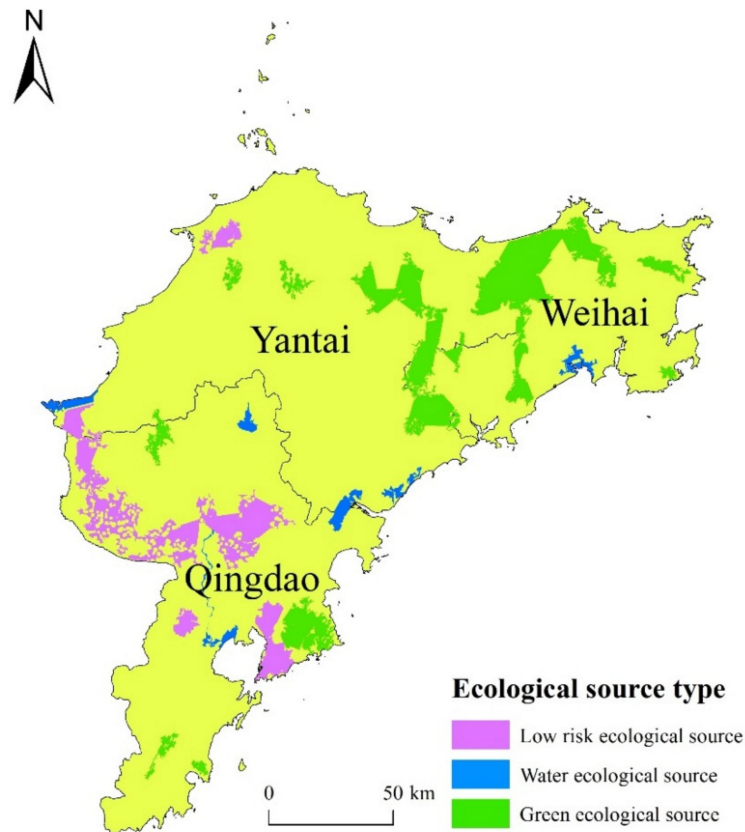 N
Weihai
Yantai
Qingdao
Ecological source type
Low risk ecological source
Water ecological source
Green ecological source
0 50 km